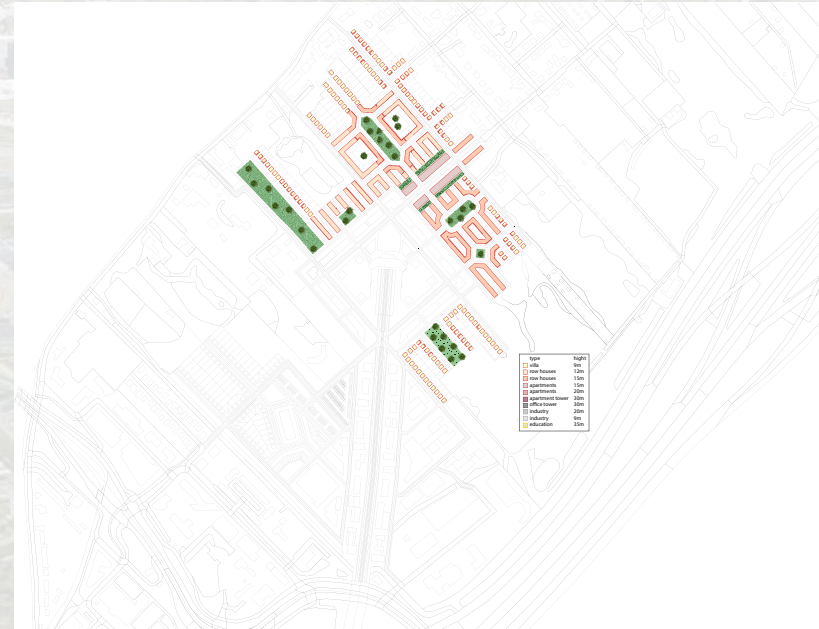 type hight
villa 9m
row houses 12m
row houses 15m
apartments 15m
apartments 20m
apartment tower 30m
office tower 30m
industry 20m
industry 9m
education 35m